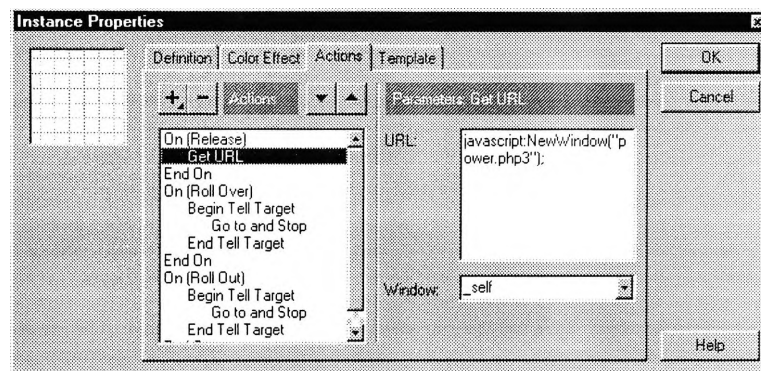 Instance Properties
Definition
Color Effect
Actions
Template
OK
Cancel
Help
Actions
On (Release)
Get URL
End On
On (Roll Over)
Begin Tell Target
Go to and Stop
End Tell Target
End On
On (Roll Out)
Begin Tell Target
Go to and Stop
End Tell Target
Parameters: Get URL
URL:
javascript:NewWindow("p
ower.php3");
Window:
_self